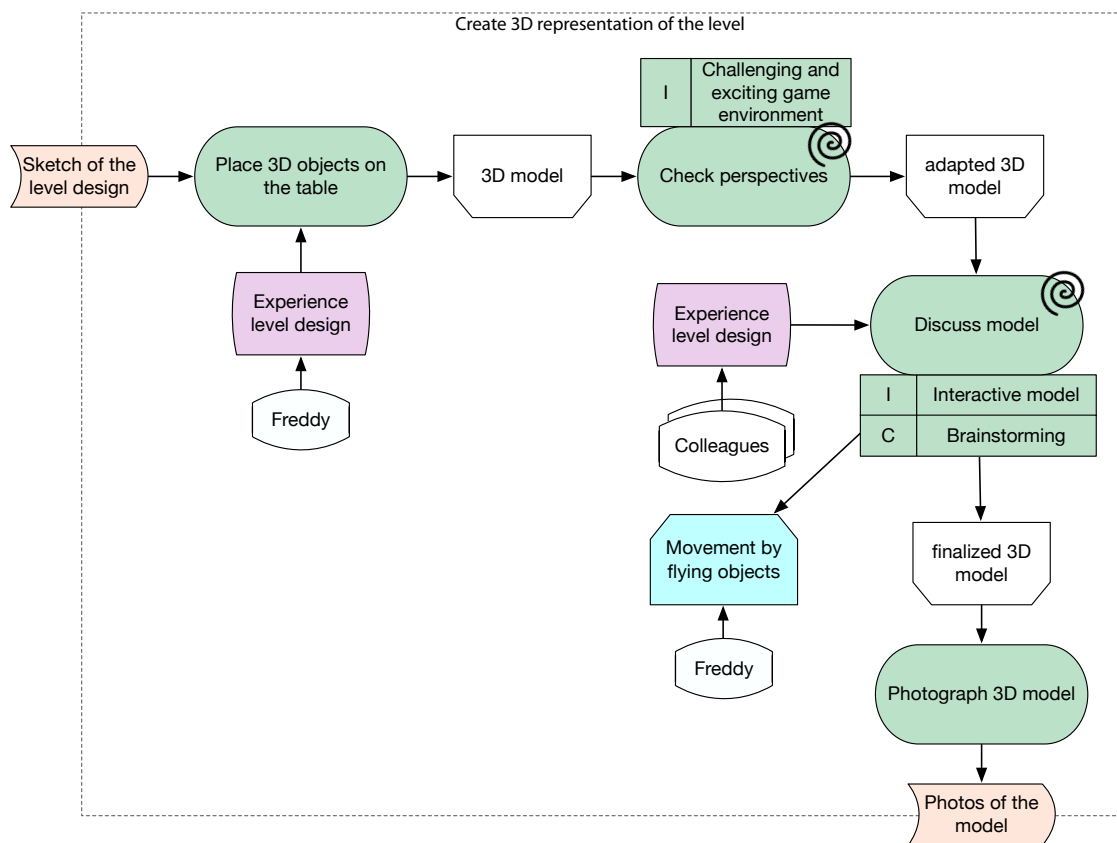 Create 3D representation of the level
I
Challenging and
exciting game
environment
Sketch of the
level design
Place 3D objects on
the table
3D model
Check perspectives
adapted 3D
model
Experience
level design
Experience
level design
Discuss model
Freddy
Colleagues
I
Interactive model
C
Brainstorming
Movement by
flying objects
finalized 3D
model
Freddy
Photograph 3D model
Photos of the
model